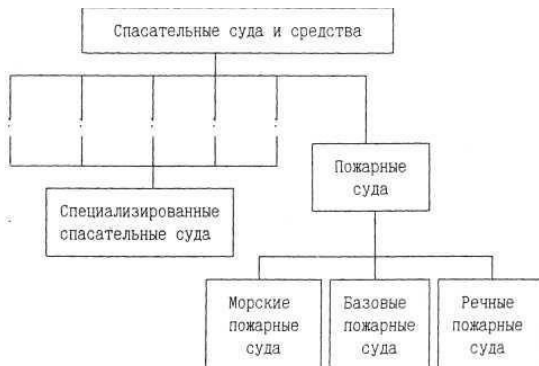 Спасательные суда и средства
Пожарные
суда
Специализированные
спасательные суда
Морские
пожарные
суда
Базовые
пожарные
суда
Речные
пожарные
суда